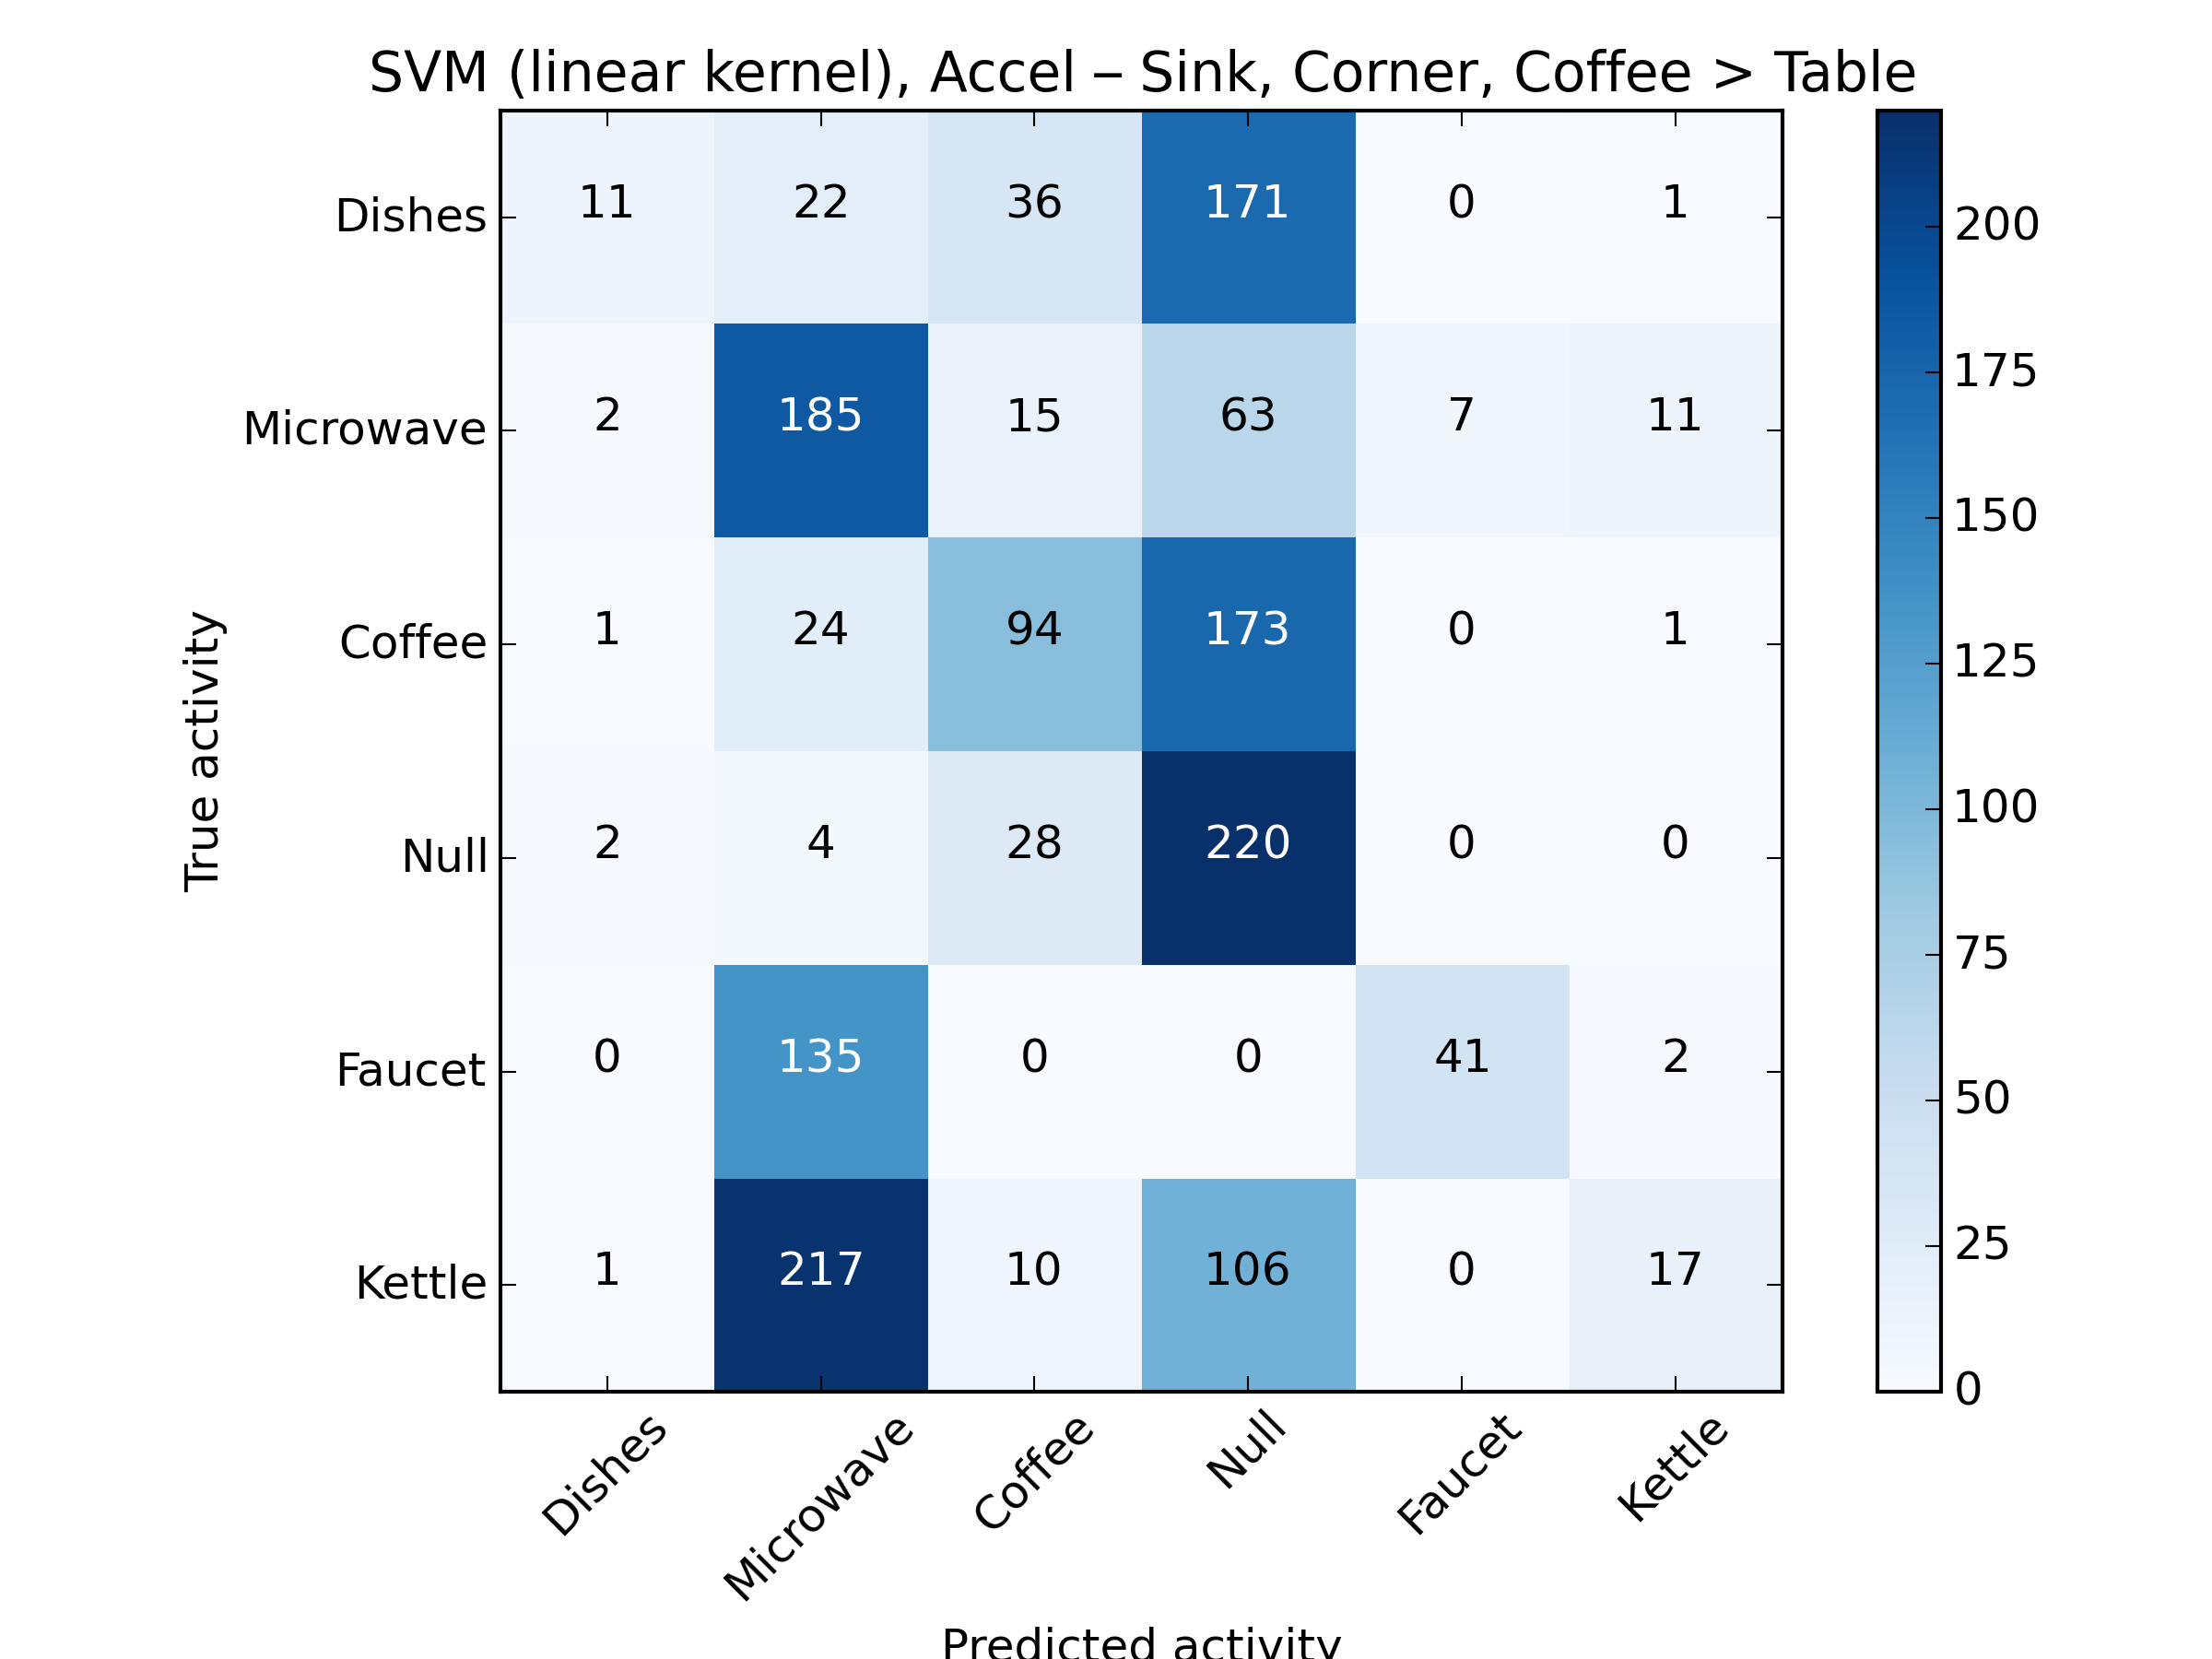 SVM (linear kernel), Accel – Sink, Corner, Coffee > Table
True activity
Dishes 11 22 36 171 0 1
Microwave 2 185 15 63 7 11
Coffee 1 24 94 173 0 1
Null 2 4 28 220 0 0
Faucet 0 135 0 0 41 2
Kettle 1 217 10 106 0 17
Dishes Microwave Coffee Null Faucet Kettle
Predicted activity
200
175
150
125
100
75
50
25
0